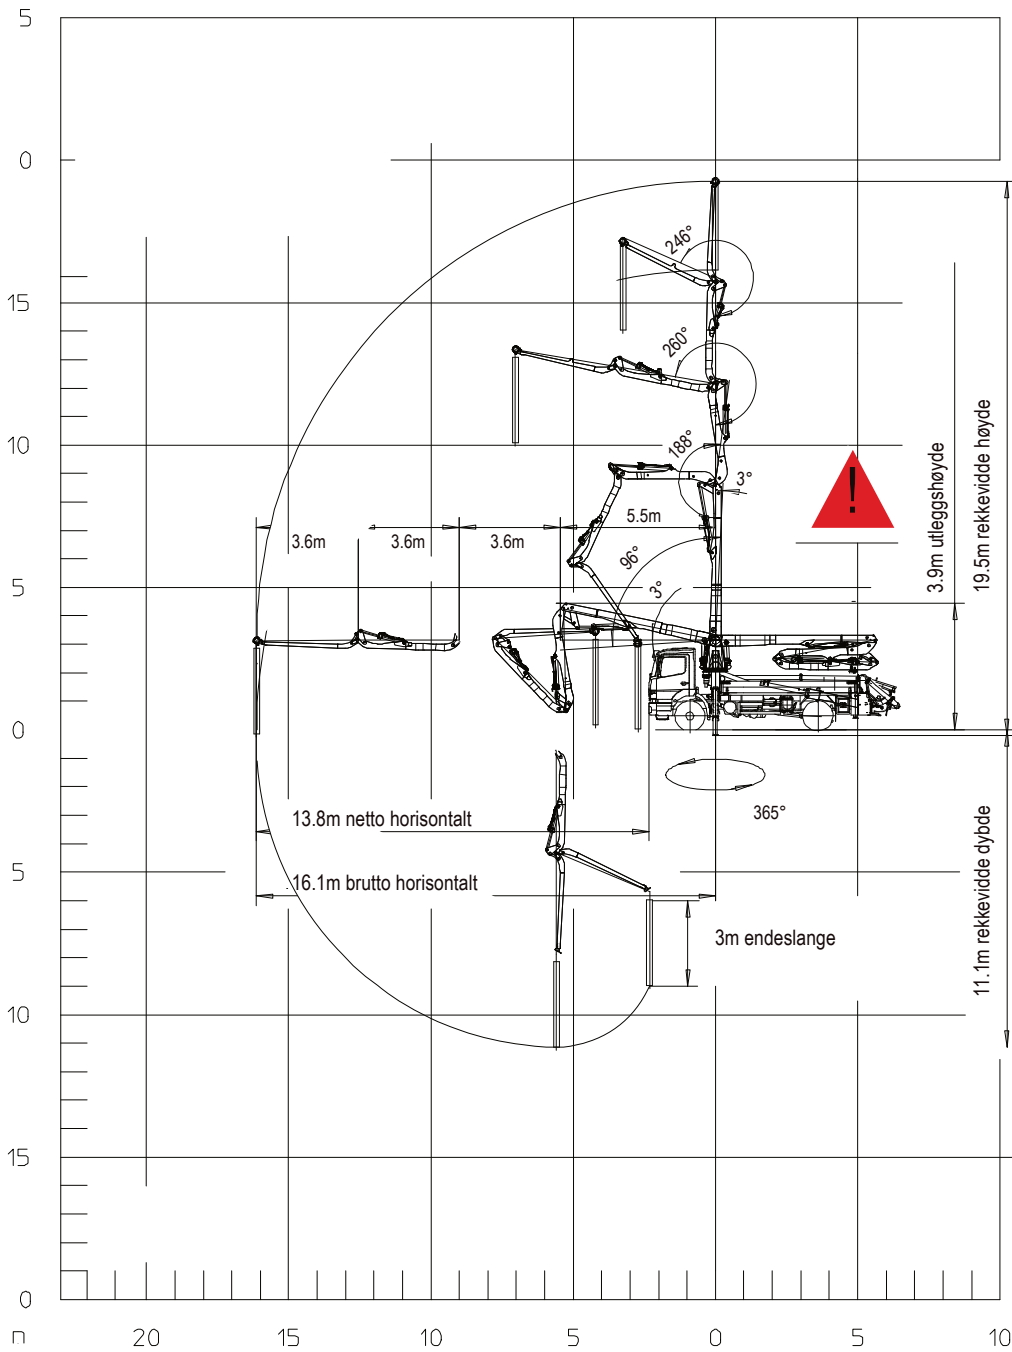 5
0
246°
15
260°
10
188°
3°
!
3.9m utleggshøyde
19.5m rekkevidde høyde
3.6m
3.6m
3.6m
5.5m
96°
3°
5
0
365°
13.8m netto horisontalt
5
16.1m brutto horisontalt
3m endeslange
11.1m rekkevidde dybde
10
15
0
n
20
15
10
5
0
5
10